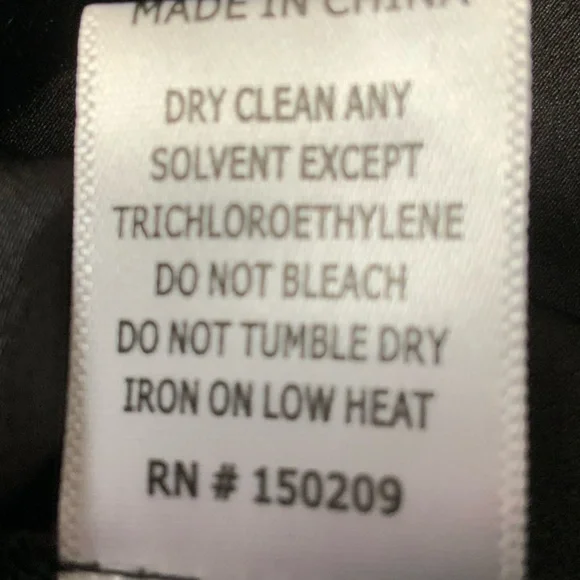 MADE IN CHINA
DRY CLEAN ANY
SOLVENT EXCEPT
TRICHLOROETHYLENE
DO NOT BLEACH
DO NOT TUMBLE DRY
IRON ON LOW HEAT
RN # 150209